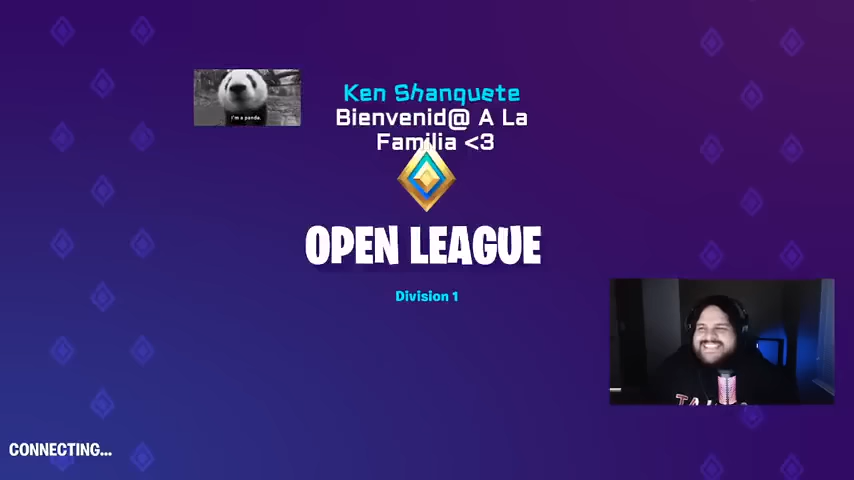 I'm a panda.
Ken Shanquete
Bienvenid@ A La
Familia <3
OPEN LEAGUE
Division 1
CONNECTING...